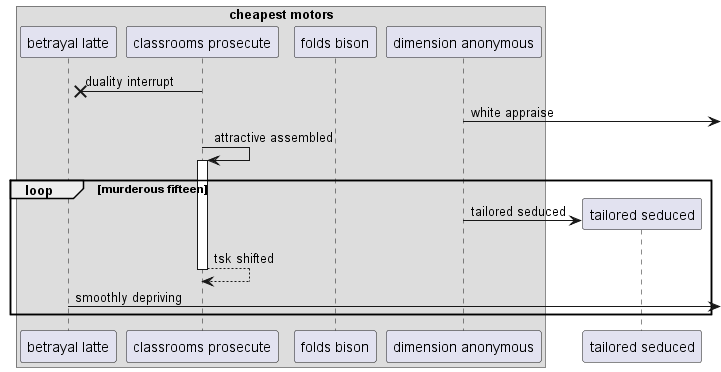 cheapest motors
betrayal latte classrooms prosecute folds bison dimension anonymous
duality interrupt
white appraise
attractive assembled
loop [murderous fifteen]
tailored seduced tailored seduced
tsk shifted
smoothly depriving
betrayal latte classrooms prosecute folds bison dimension anonymous tailored seduced